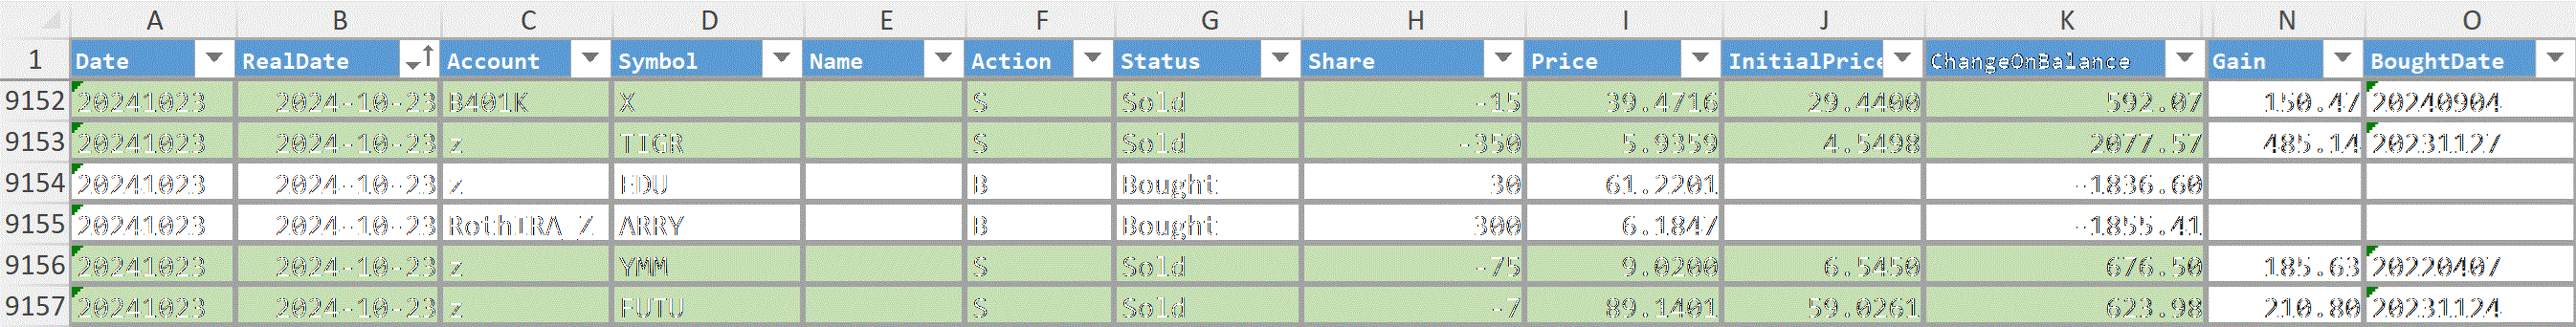 A B C D E F G H I J K N O
1 Date RealDate Account Symbol Name Action Status Share Price InitialPrice ChangeOnBalance Gain BoughtDate
9152 20241023 2024-10-23 B401K X S Sold -15 39.4716 29.4400 592.07 150.47 20240904
9153 20241023 2024-10-23 z TIGR S Sold -350 5.9359 4.5498 2077.57 485.14 20231127
9154 20241023 2024-10-23 z EDU B Bought 30 61.2201 -1836.60
9155 20241023 2024-10-23 RothIRA_Z ARRY B Bought 300 6.1847 -1855.41
9156 20241023 2024-10-23 z YMM S Sold -75 9.0200 6.5450 676.50 185.63 20220407
9157 20241023 2024-10-23 z FUTU S Sold -7 89.1401 59.0261 623.98 210.80 20231124